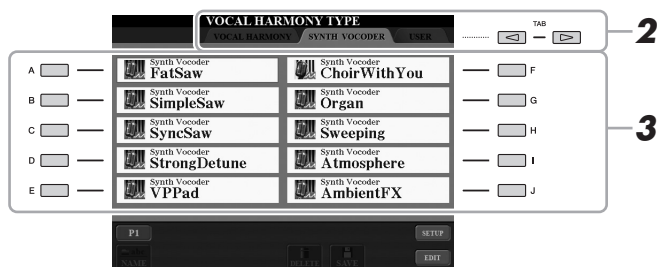 VOCAL HARMONY TYPE
VOCAL HARMONY SYNTH VOCODER USER
TAB
2
A
Synth Vocoder
FatSaw
Synth Vocoder
ChoirWithYou
F
B
Synth Vocoder
SimpleSaw
Synth Vocoder
Organ
G
C
Synth Vocoder
SyncSaw
Synth Vocoder
Sweeping
H
3
D
Synth Vocoder
StrongDetune
Synth Vocoder
Atmosphere
I
E
Synth Vocoder
VPPad
Synth Vocoder
AmbientFX
J
P1
SETUP
NAME
DELETE
SAVE
EDIT